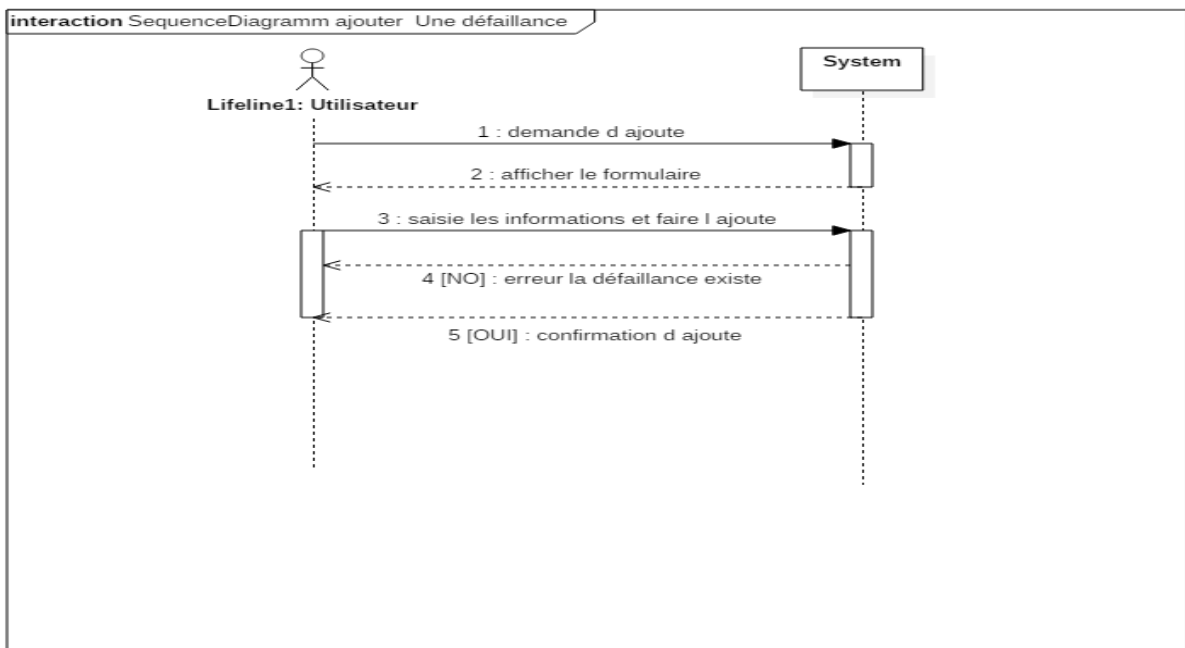 interaction SequenceDiagramm ajouter Une défaillance
System
Lifeline1: Utilisateur
1 : demande d ajoute
2 : afficher le formulaire
3 : saisie les informations et faire l ajoute
4 [NO] : erreur la défaillance existe
5 [OUI] : confirmation d ajoute